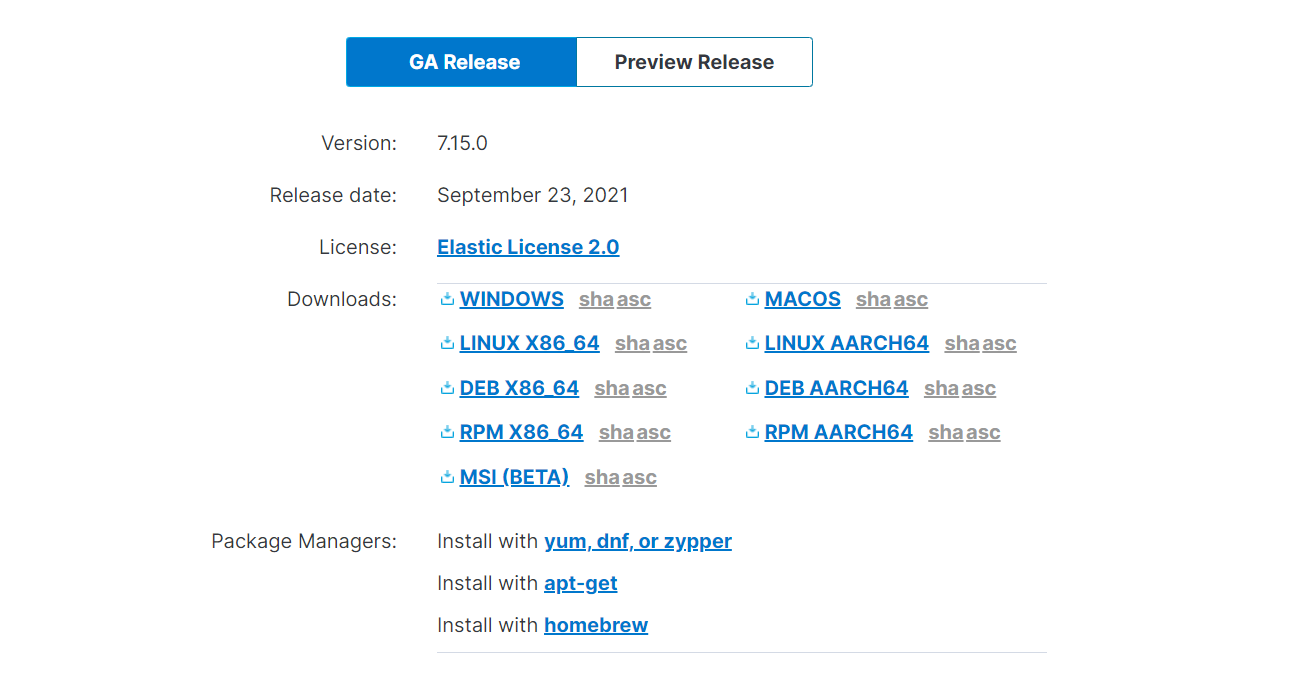 GA Release Preview Release
Version: 7.15.0
Release date: September 23, 2021
License: Elastic License 2.0
Downloads: WINDOWS sha asc MACOS sha asc
LINUX X86_64 sha asc LINUX AARCH64 sha asc
DEB X86_64 sha asc DEB AARCH64 sha asc
RPM X86_64 sha asc RPM AARCH64 sha asc
MSI (BETA) sha asc
Package Managers: Install with yum, dnf, or zypper
Install with apt-get
Install with homebrew